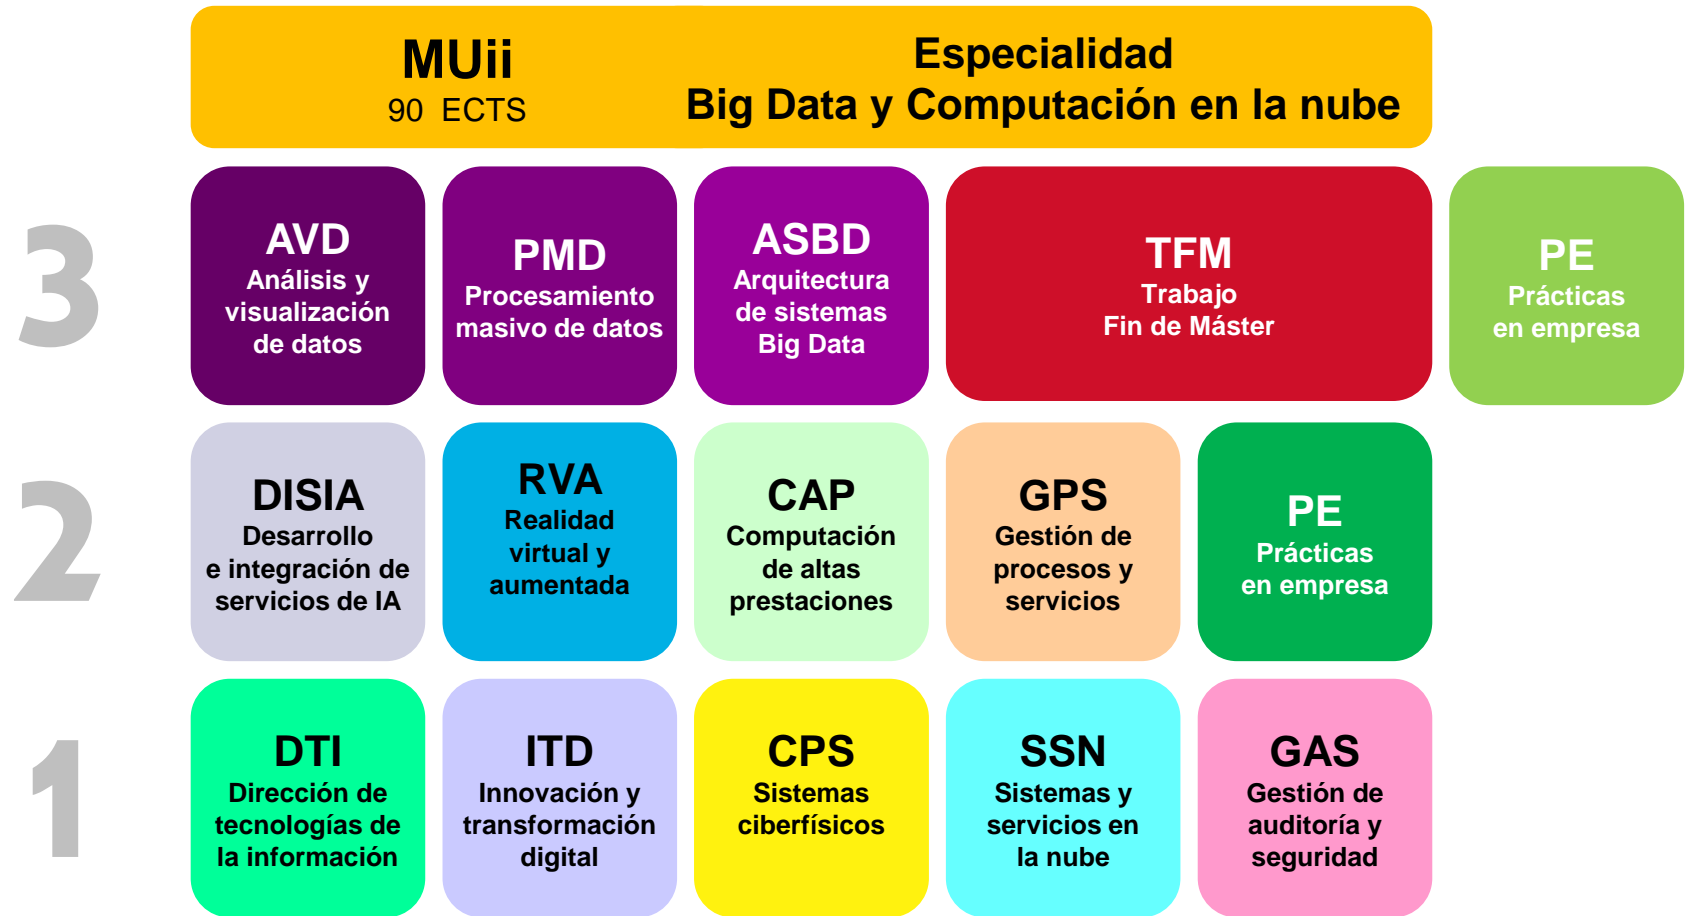 MUii
90 ECTS
Especialidad
Big Data y Computación en la nube
3
AVD
Análisis y
visualización
de datos
PMD
Procesamiento
masivo de datos
ASBD
Arquitectura
de sistemas
Big Data
TFM
Trabajo
Fin de Máster
PE
Prácticas
en empresa
2
DISIA
Desarrollo
e integración de
servicios de IA
RVA
Realidad
virtual y
aumentada
CAP
Computación
de altas
prestaciones
GPS
Gestión de
procesos y
servicios
PE
Prácticas
en empresa
1
DTI
Dirección de
tecnologías de
la información
ITD
Innovación y
transformación
digital
CPS
Sistemas
ciberfísicos
SSN
Sistemas y
servicios en
la nube
GAS
Gestión de
auditoría y
seguridad